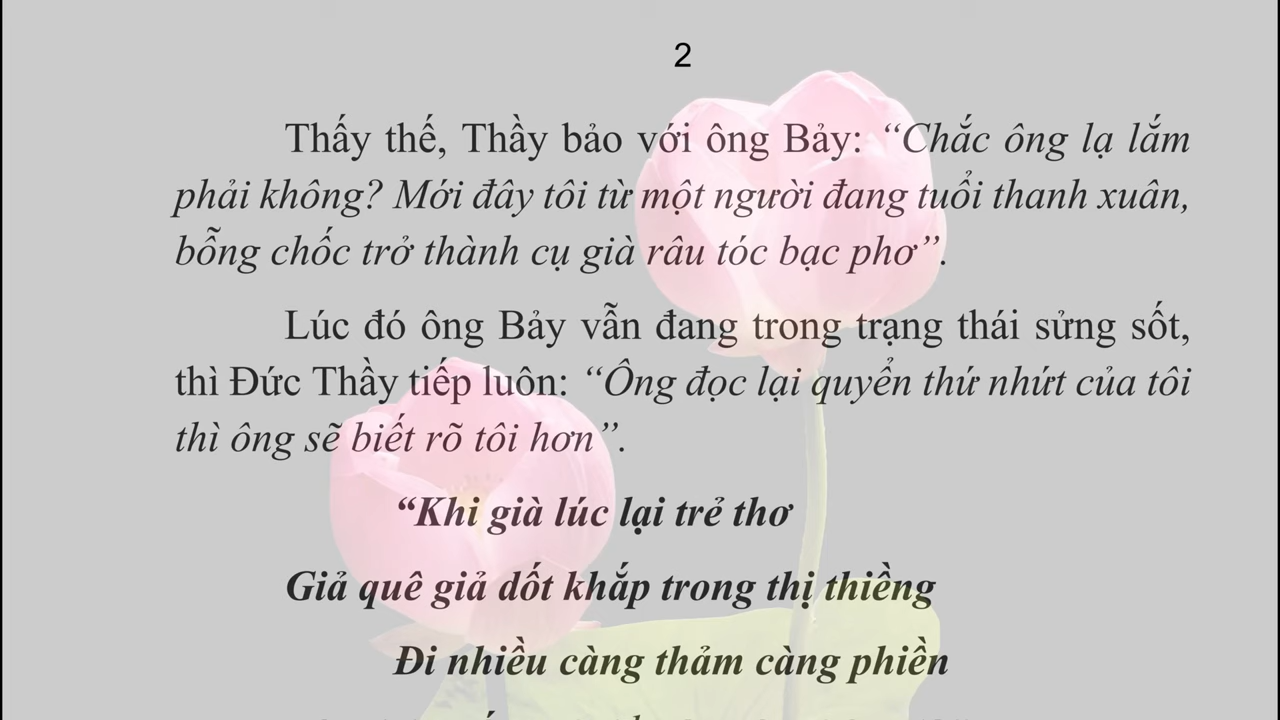 2
Thấy thế, Thầy bảo với ông Bảy: “Chắc ông lạ lắm
phải không? Mới đây tôi từ một người đang tuổi thanh xuân,
bỗng chốc trở thành cụ già râu tóc bạc phơ”.
Lúc đó ông Bảy vẫn đang trong trạng thái sửng sốt,
thì Đức Thầy tiếp luôn: “Ông đọc lại quyển thứ nhứt của tôi
thì ông sẽ biết rõ tôi hơn”.
“Khi già lúc lại trẻ thơ
Giả quê giả dốt khắp trong thị thiềng
Đi nhiều càng thảm càng phiền